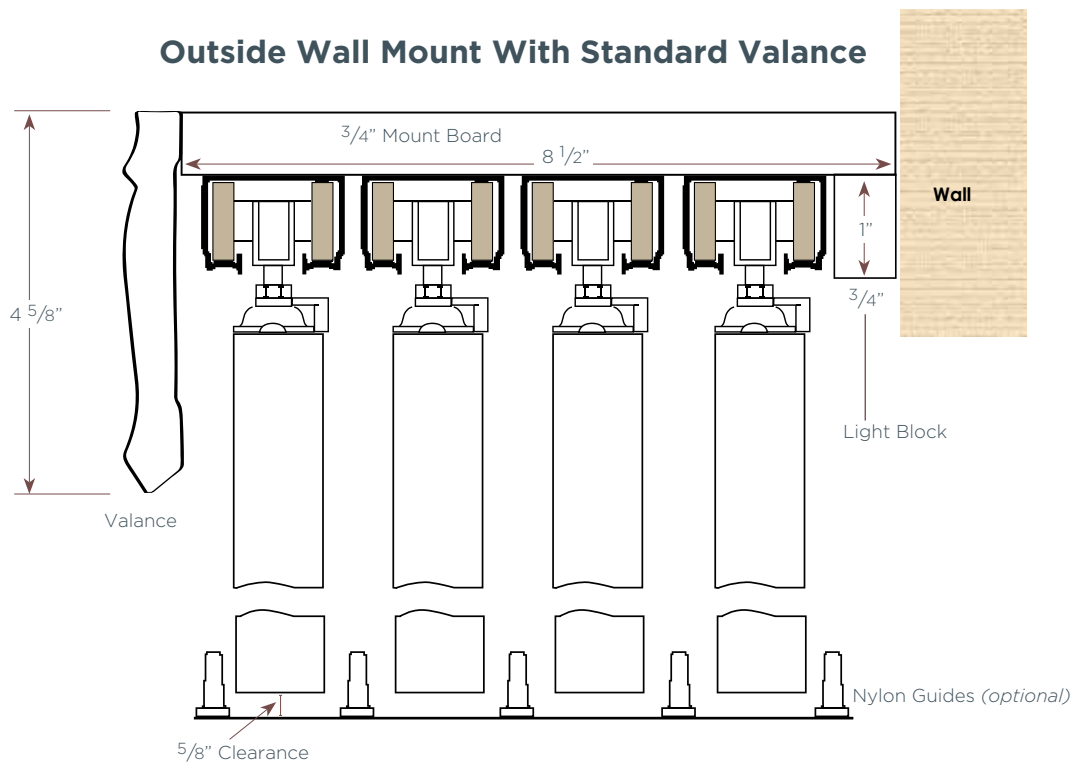 Outside Wall Mount With Standard Valance
3/4” Mount Board
8 1/2”
Wall
1”
3/4”
4 5/8”
Light Block
Valance
Nylon Guides (optional)
5/8” Clearance